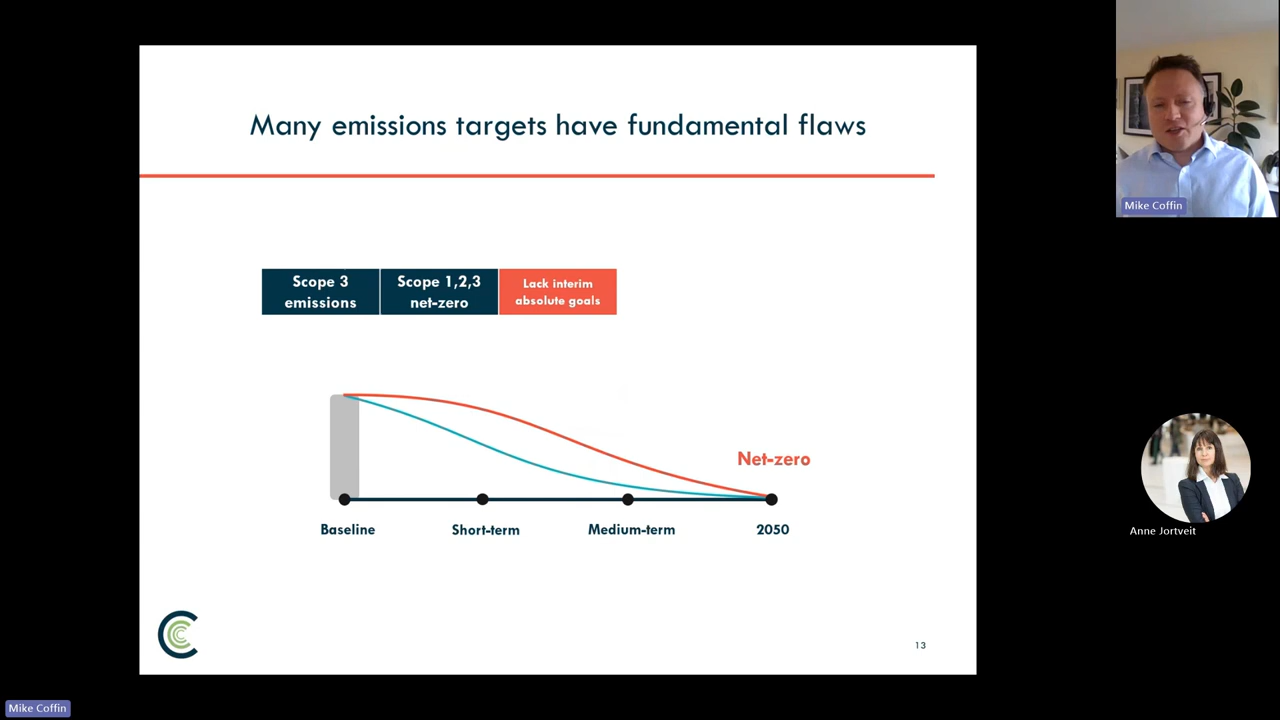 Many emissions targets have fundamental flaws
Scope 3
emissions
Scope 1,2,3
net-zero
Lack interim
absolute goals
Net-zero
Baseline
Short-term
Medium-term
2050
13
Mike Coffin
Anne Jortveit
Mike Coffin